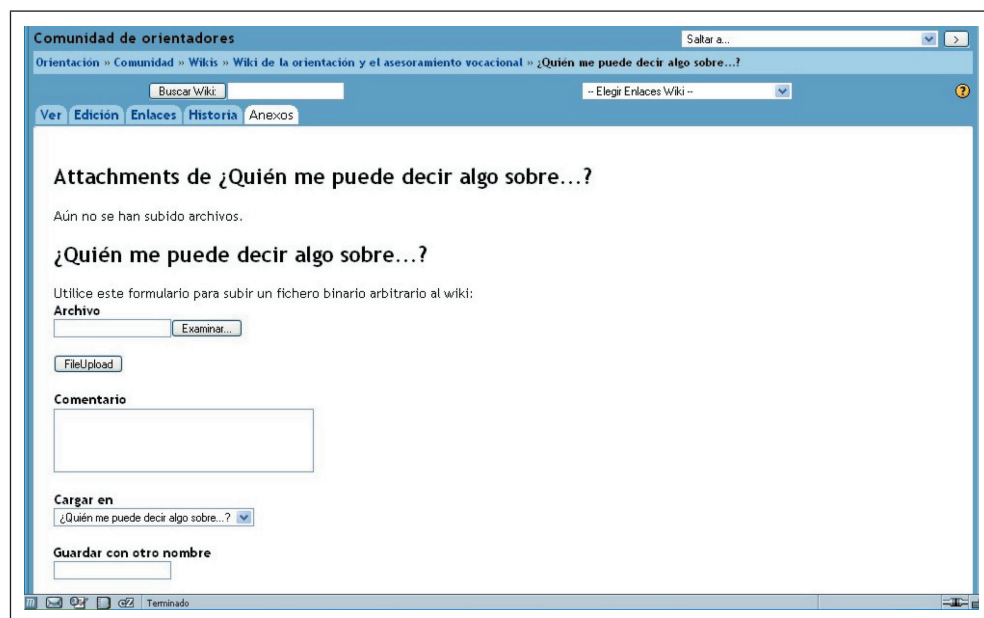 Comunidad de orientadores
Saltar a...
>
Orientación » Comunidad » Wikis » Wiki de la orientación y el asesoramiento vocacional » ¿Quién me puede decir algo sobre...?
Buscar Wiki:
-- Elegir Enlaces Wiki --
?
Ver Edición Enlaces Historia Anexos
Attachments de ¿Quién me puede decir algo sobre...?
Aún no se han subido archivos.
¿Quién me puede decir algo sobre...?
Utilice este formulario para subir un fichero binario arbitrario al wiki:
Archivo
Examinar...
FileUpload
Comentario
Cargar en
¿Quién me puede decir algo sobre...?
Guardar con otro nombre
Terminado